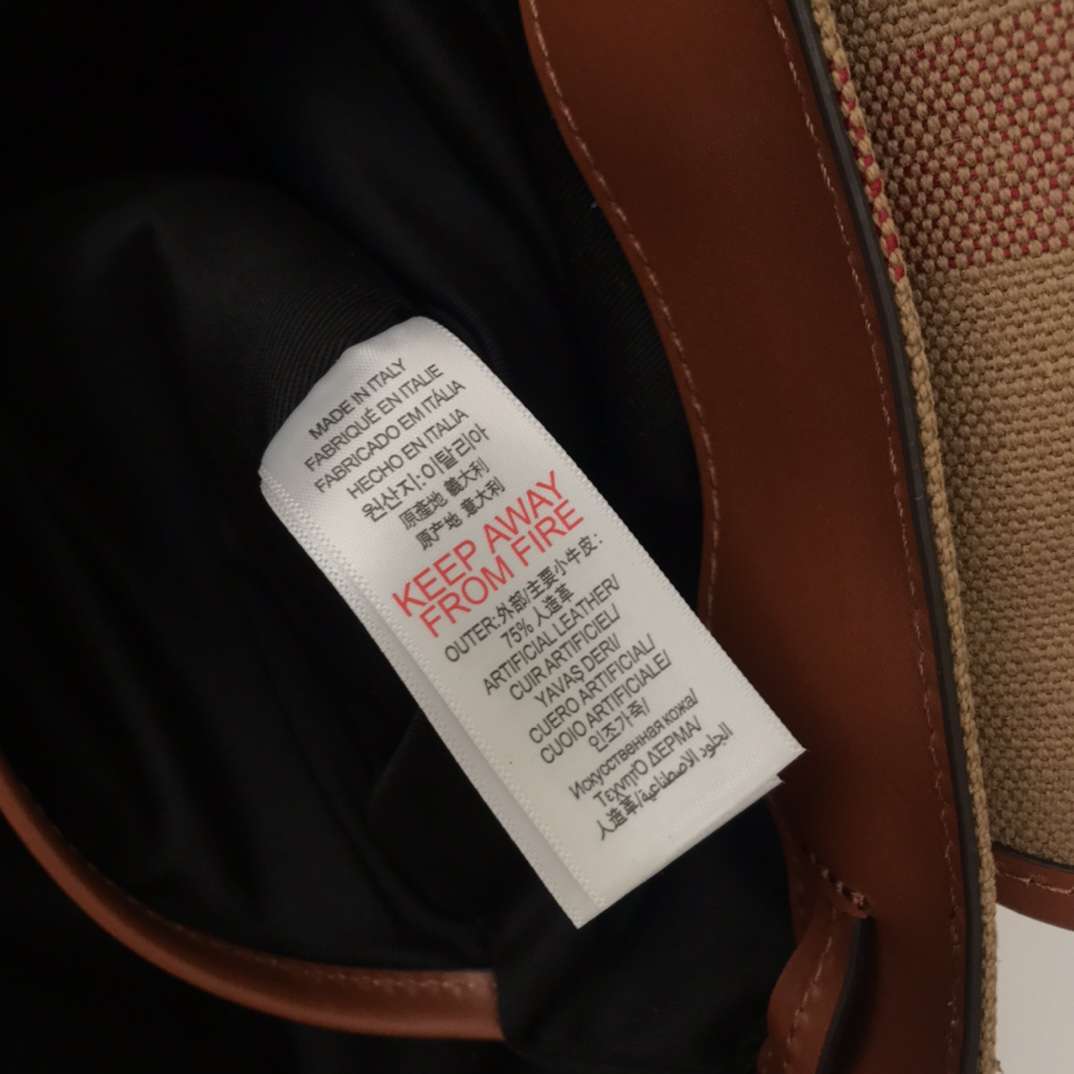 MADE IN ITALY
FABRIQUÉ EN ITALIE
FABRICADO EM ITÁLIA
HECHO EN ITALIA
원산지:이탈리아
原產地 義大利
原产地 意大利
KEEP AWAY
FROM FIRE
OUTER:外部/主要小牛皮:
75% 人造革
ARTIFICIAL LEATHER/
CUIR ARTIFICIEL/
YAVAŞ DERI/
CUERO ARTIFICIAL/
CUOIO ARTIFICIALE/
인조가죽/
Искусственная кожа/
ΤεχνητΌ ΔΕΡΜΑ/
人造革/الجلود الاصطناعية